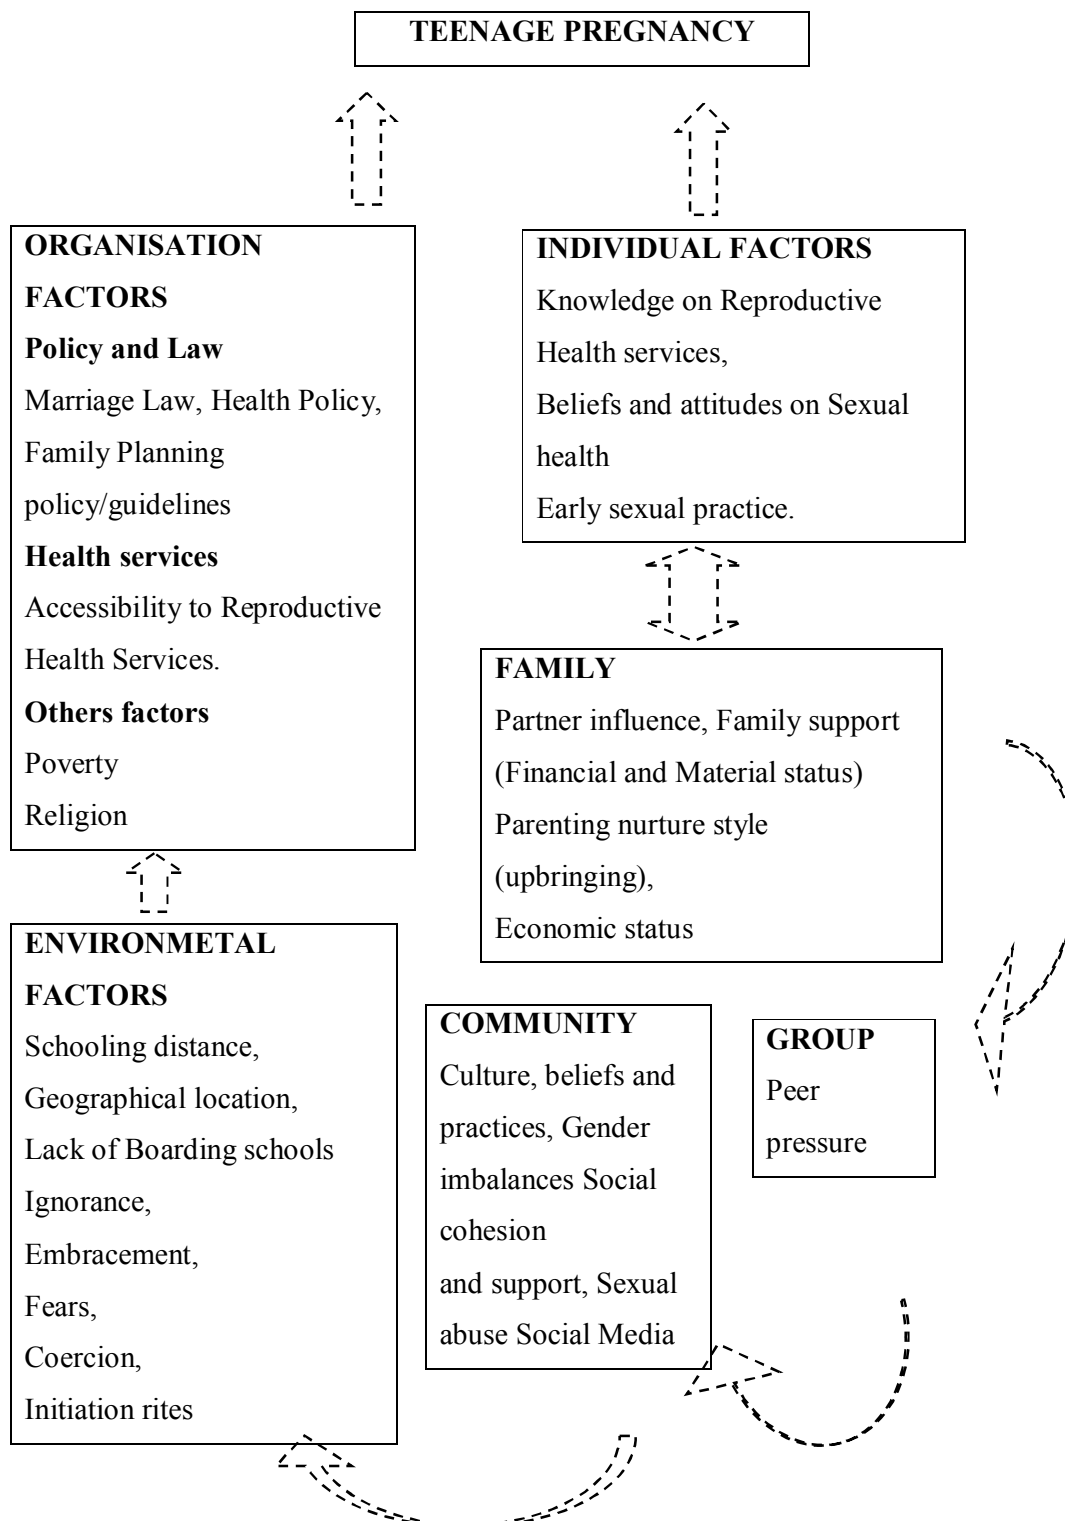 TEENAGE PREGNANCY
ORGANISATION
FACTORS
Policy and Law
Marriage Law, Health Policy,
Family Planning
policy/guidelines
Health services
Accessibility to Reproductive
Health Services.
Others factors
Poverty
Religion
INDIVIDUAL FACTORS
Knowledge on Reproductive
Health services,
Beliefs and attitudes on Sexual
health
Early sexual practice.
FAMILY
Partner influence, Family support
(Financial and Material status)
Parenting nurture style
(upbringing),
Economic status
ENVIRONMETAL
FACTORS
Schooling distance,
Geographical location,
Lack of Boarding schools
Ignorance,
Embracement,
Fears,
Coercion,
Initiation rites
COMMUNITY
Culture, beliefs and
practices, Gender
imbalances Social
cohesion
and support, Sexual
abuse Social Media
GROUP
Peer
pressure